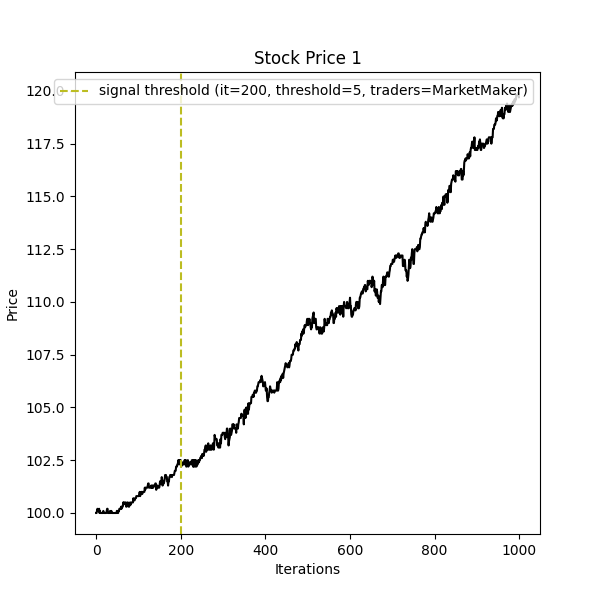 Stock Price 1
signal threshold (it=200, threshold=5, traders=MarketMaker)
120.0
117.5
115.0
112.5
110.0
107.5
105.0
102.5
100.0
Price
0 200 400 600 800 1000
Iterations